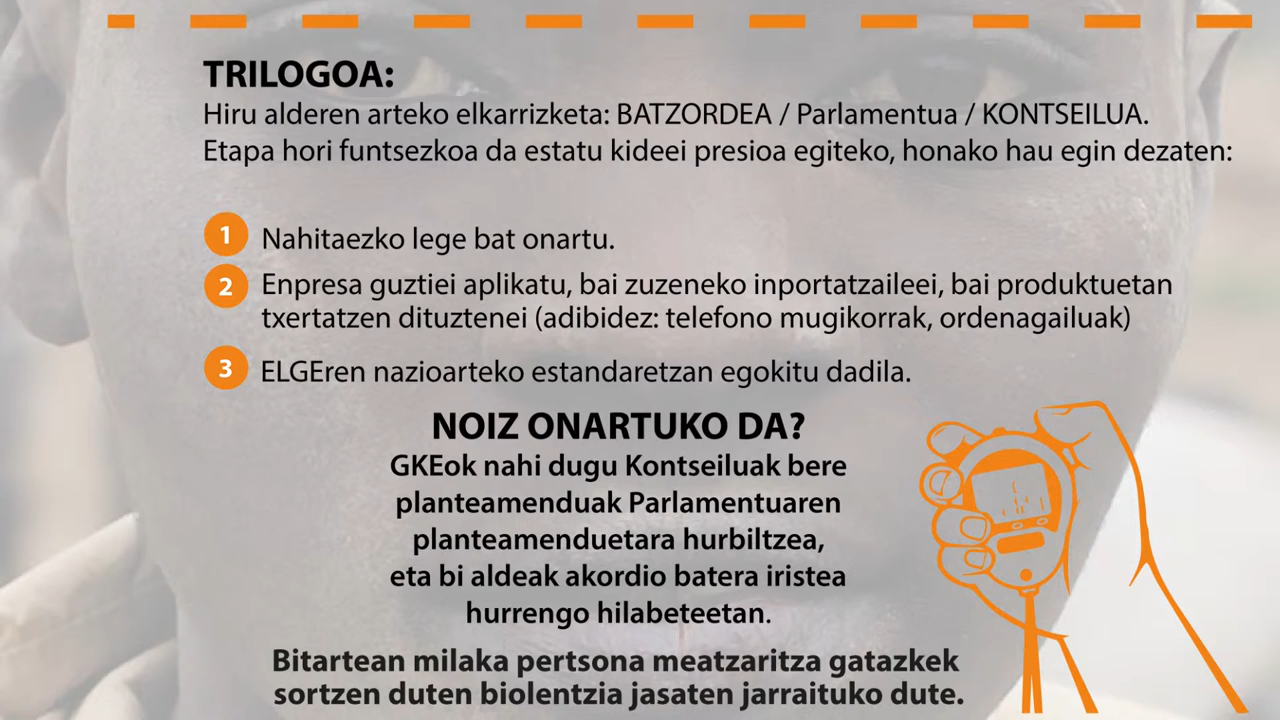 TRILOGOA:
Hiru alderen arteko elkarrizketa: BATZORDEA / Parlamentua / KONTSEILUA.
Etapa hori funtsezkoa da estatu kideei presioa egiteko, honako hau egin dezaten:
1 Nahitaezko lege bat onartu.
2 Enpresa guztiei aplikatu, bai zuzeneko inportatzaileei, bai produktuetan
txertatzen dituztenei (adibidez: telefono mugikorrak, ordenagailuak)
3 ELGEren nazioarteko estandaretzan egokitu dadila.
NOIZ ONARTUKO DA?
GKEok nahi dugu Kontseiluak bere
planteamenduak Parlamentuaren
planteamenduetara hurbiltzea,
eta bi aldeak akordio batera iristea
hurrengo hilabeteetan.
Bitartean milaka pertsona meatzaritza gatazkek
sortzen duten biolentzia jasaten jarraituko dute.